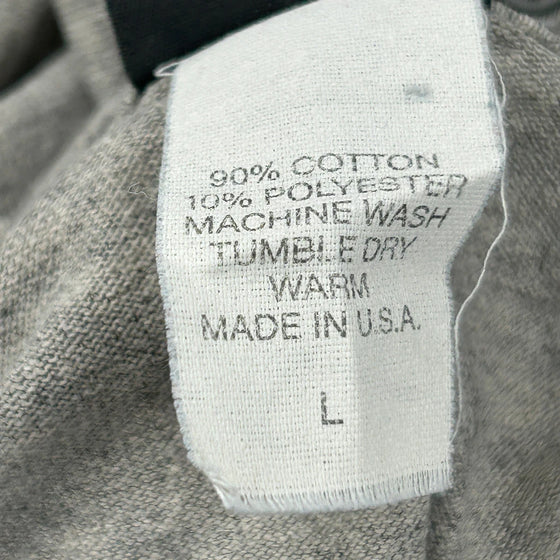 90% COTTON
10% POLYESTER
MACHINE WASH
TUMBLE DRY
WARM
MADE IN U.S.A.
L